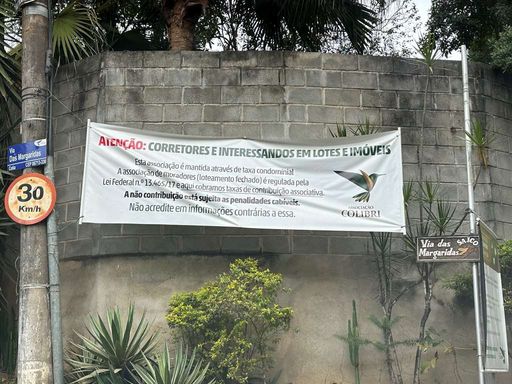 ATENÇÃO: CORRETORES E INTERESSANDOS EM LOTES E IMÓVEIS
Esta associação é mantida através de taxa condominial
A associação de moradores (loteamento fechado) é regulada pela
Lei Federal n.º 13.465/17 e aqui cobramos taxas de contribuição associativa.
A não contribuição está sujeita as penalidades cabíveis.
Não acredite em informações contrárias a essa.
ASSOCIAÇÃO
COLIBRI
Via
Das Margaridas
30
Km/h
Via das
Margaridas